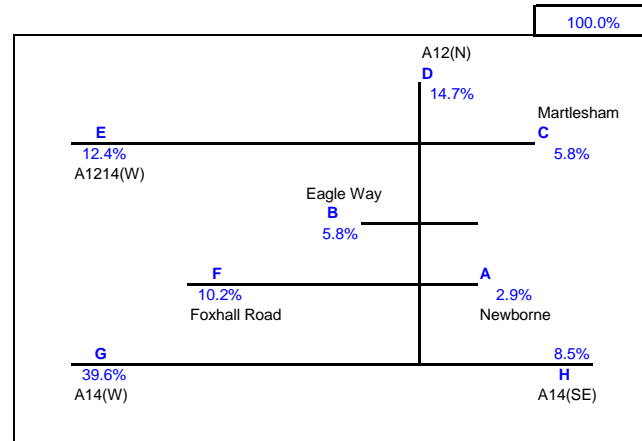 100.0%
A12(N)
D
14.7%
Martlesham
E
C
12.4%
5.8%
A1214(W)
Eagle Way
B
5.8%
F
A
10.2%
2.9%
Foxhall Road
Newborne
G
8.5%
39.6%
H
A14(W)
A14(SE)